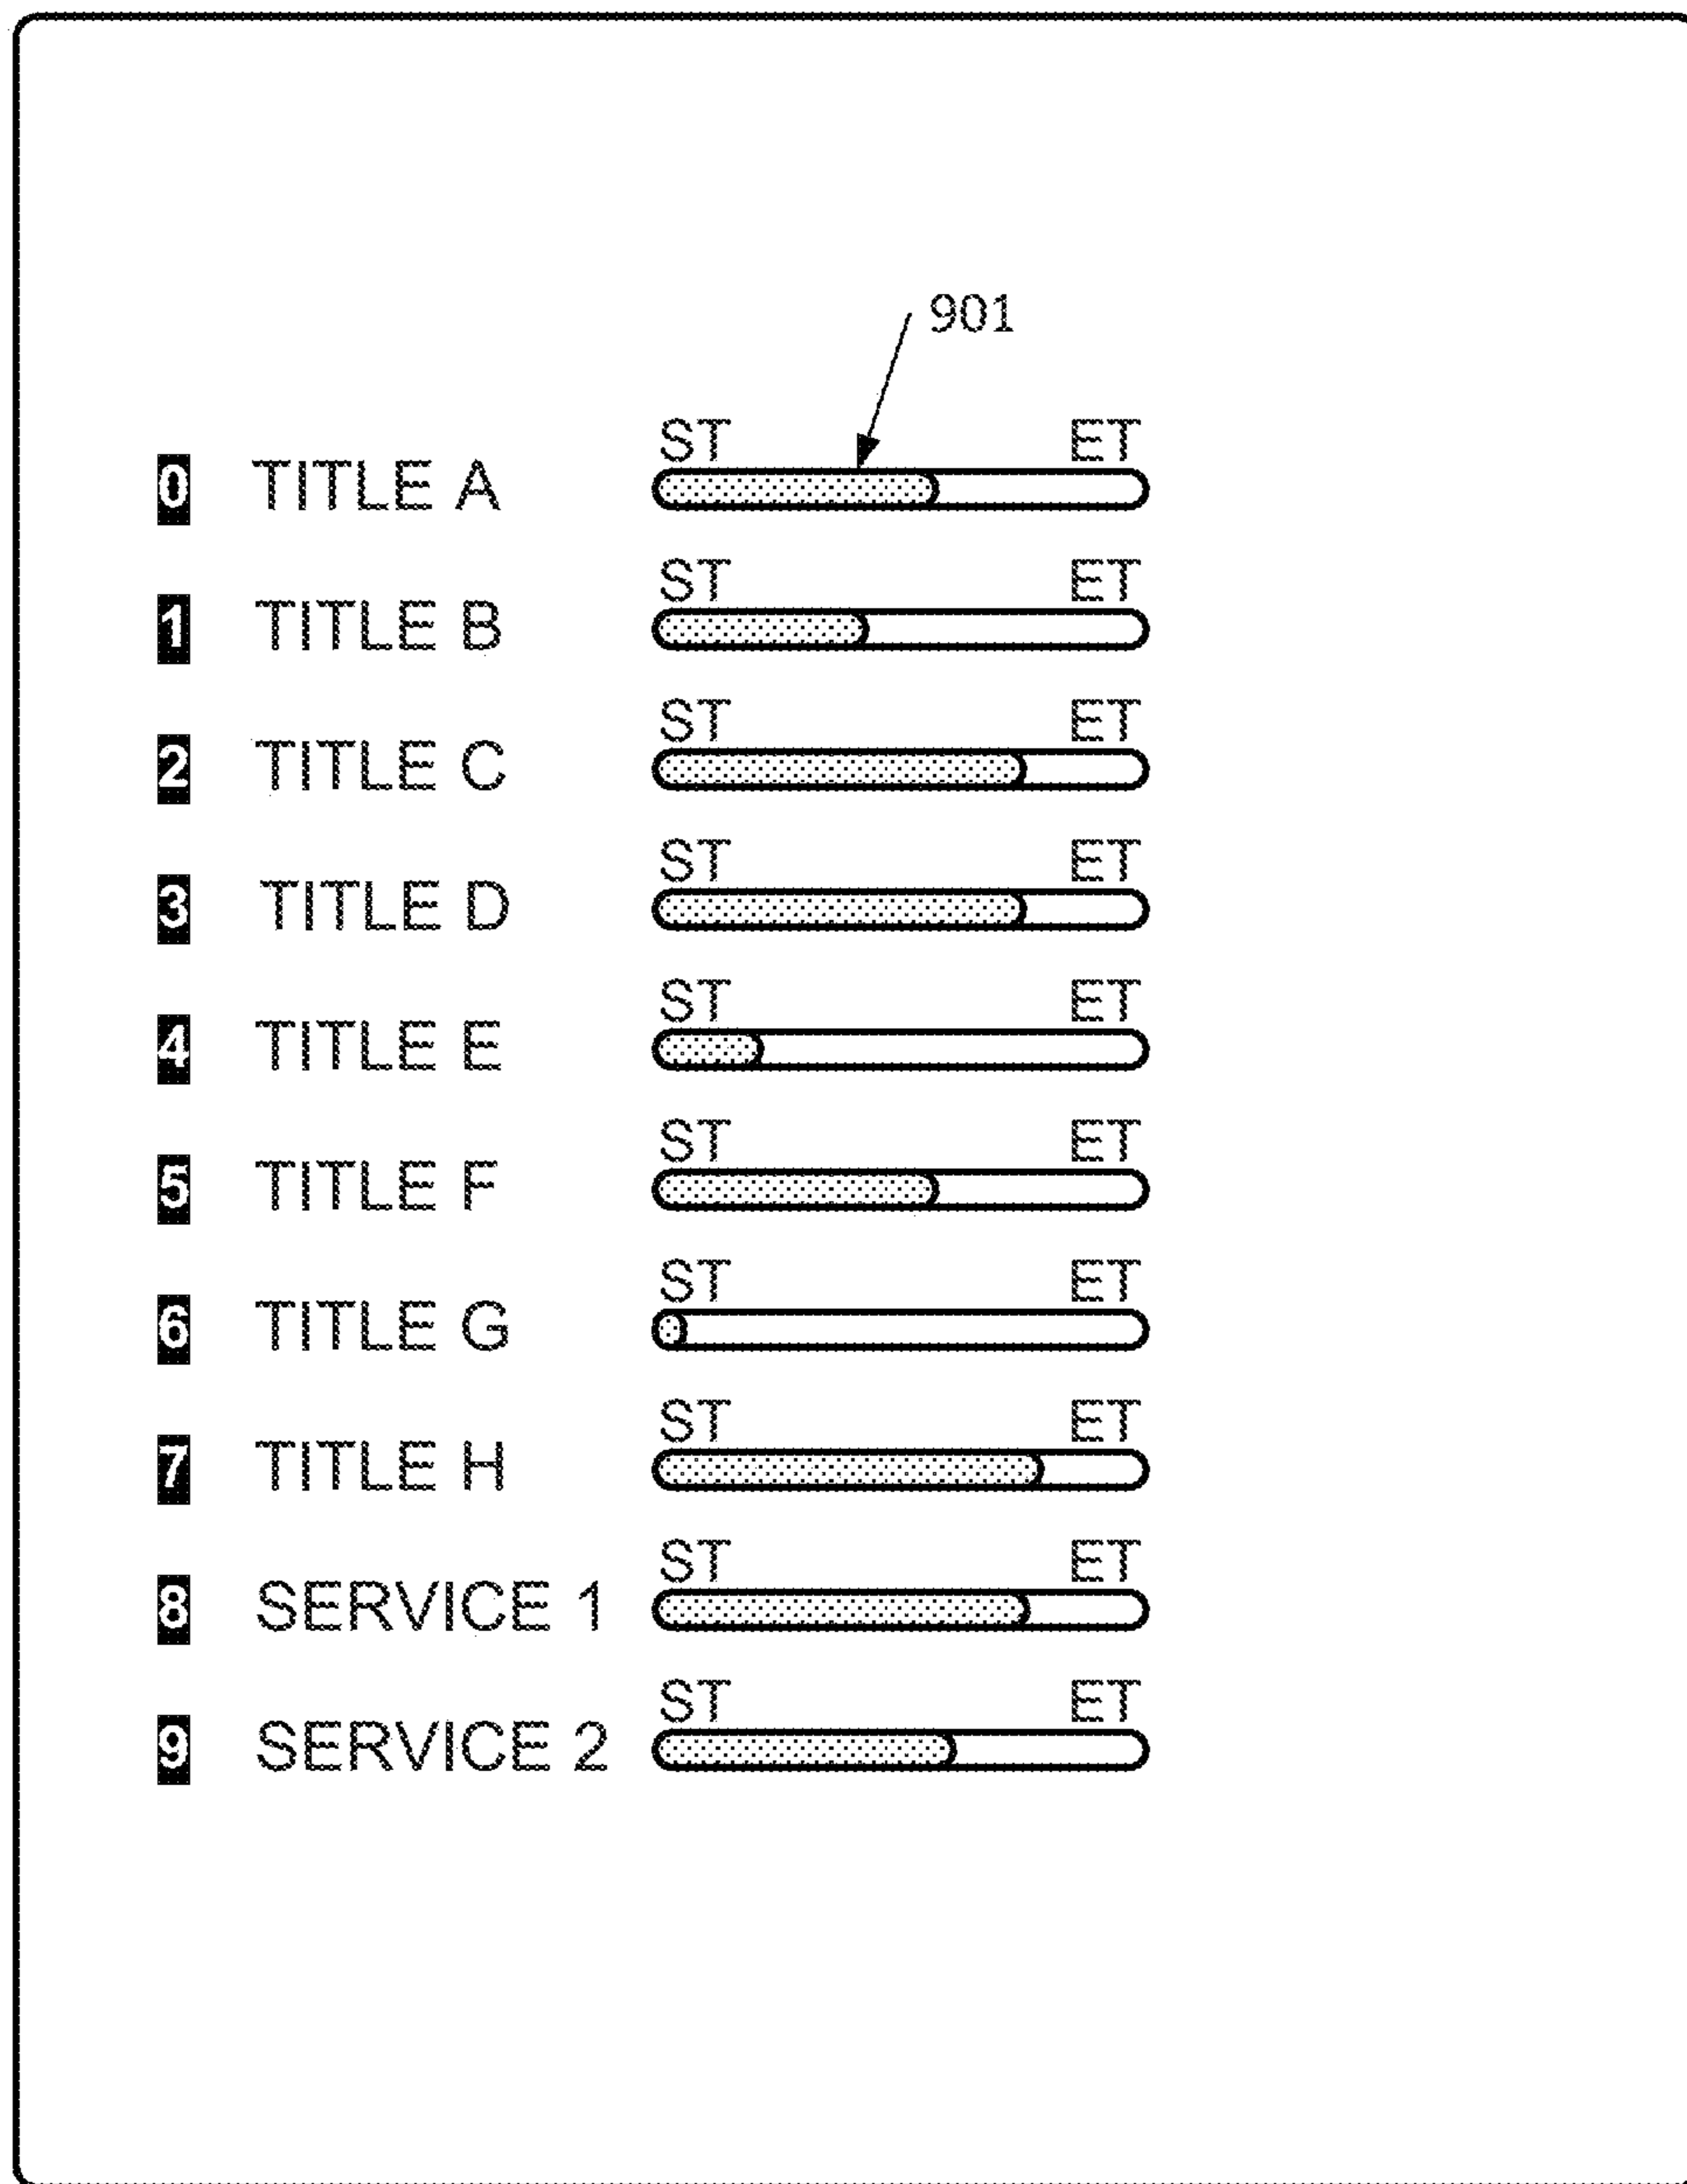 901
ST ET
0 TITLE A
ST ET
1 TITLE B
ST ET
2 TITLE C
ST ET
3 TITLE D
ST ET
4 TITLE E
ST ET
5 TITLE F
ST ET
6 TITLE G
ST ET
7 TITLE H
ST ET
8 SERVICE 1
ST ET
9 SERVICE 2